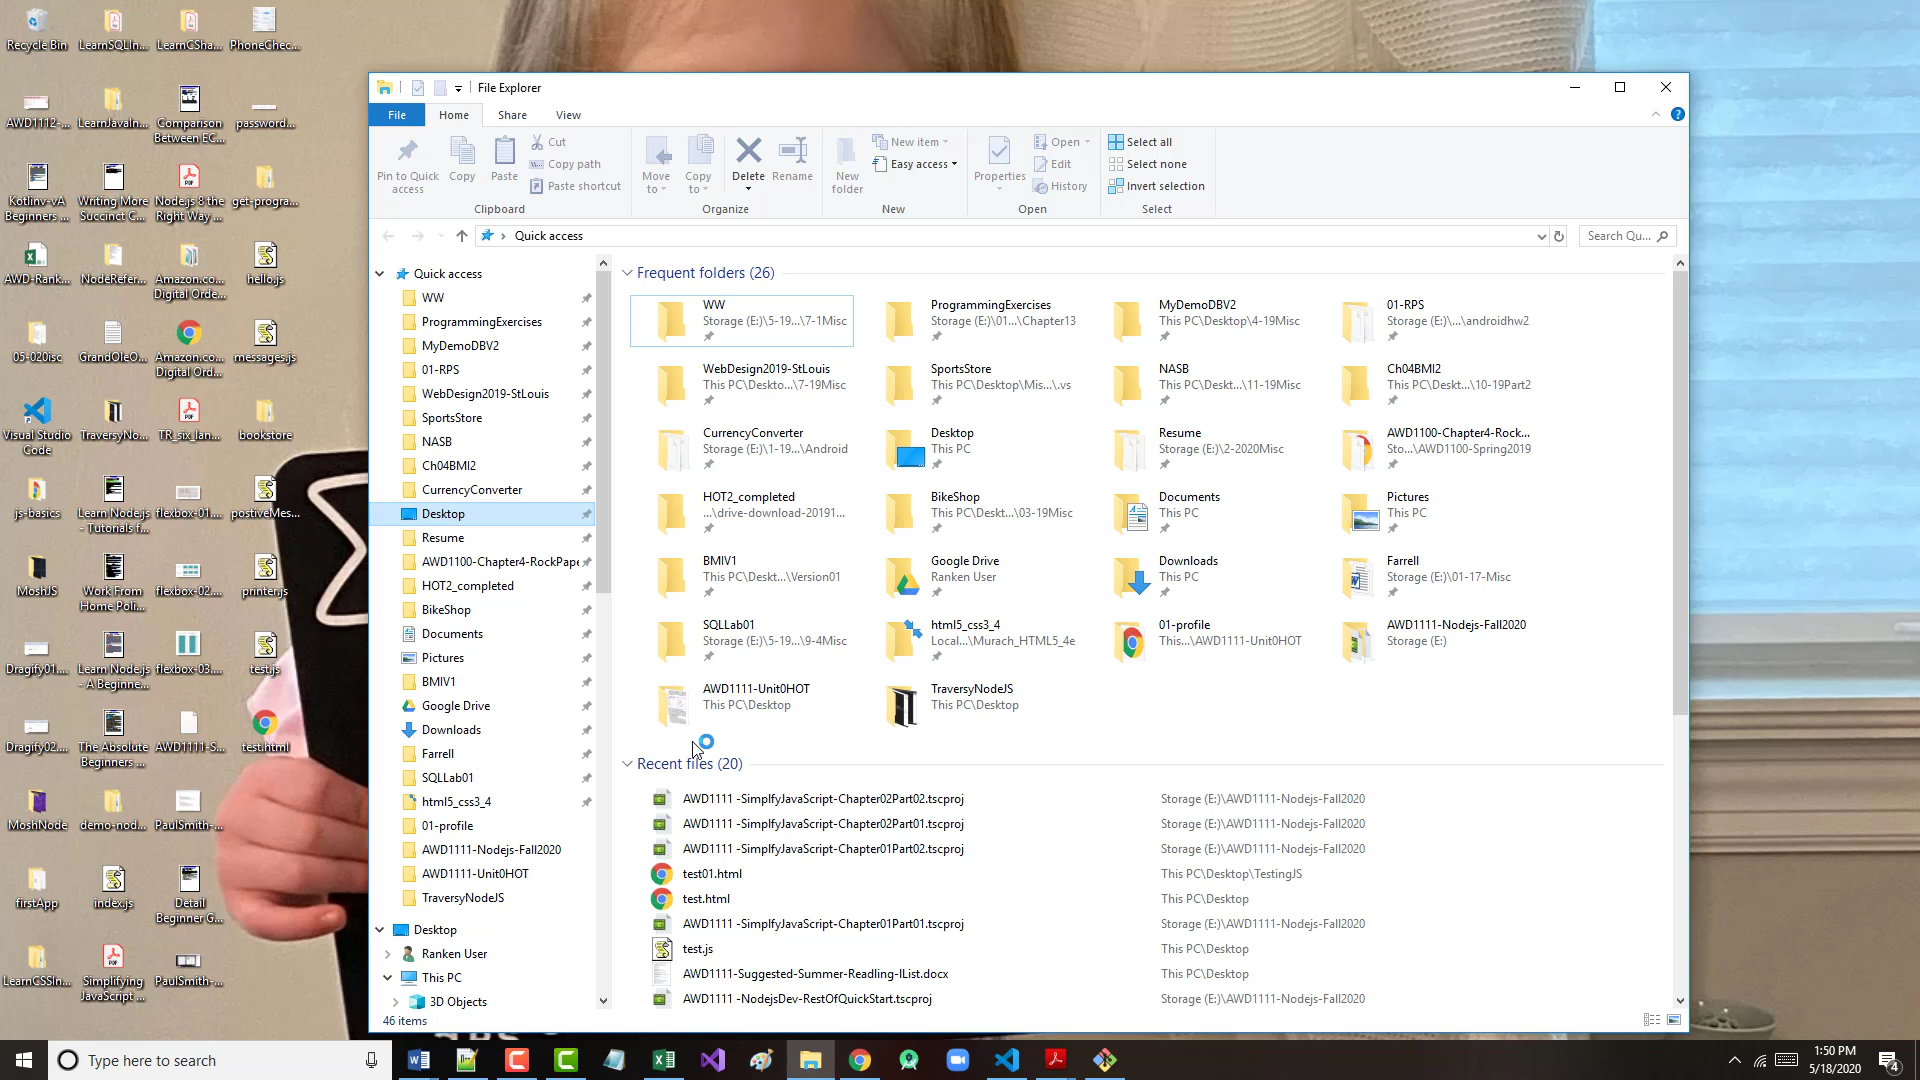 Recycle Bin
LearnSQLIn...
LearnCSha...
PhoneChec...
AWD1112-...
LearnJavaIn...
Comparison
Between EC...
password...
Kotlinv-vA
Beginners ...
Writing More
Succinct C...
Node.js 8 the
Right Way ...
get-progra...
AWD-Rank...
NodeRefer...
Amazon.co...
Digital Orde...
hello.js
05-020isc
GrandOleO...
Amazon.co...
Digital Ord...
messages.js
Visual Studio
Code
TraversyNo...
TR_six_lan...
bookstore
js-basics
Learn Node.js
- Tutorials f...
flexbox-01...
postiveMes...
MoshJS
Work From
Home Poli...
flexbox-02...
printer.js
Dragify01....
Learn Node.js
- A Beginne...
flexbox-03...
test.js
Dragify02....
The Absolute
Beginners ...
AWD1111-S...
test.html
MoshNode
demo-nod...
PaulSmith-...
firstApp
index.js
Detail
Beginner G...
LearnCSSIn...
Simplifying
JavaScript ...
PaulSmith-...
File Explorer
File
Home
Share
View
Pin to Quick
access
Copy
Paste
Cut
Copy path
Paste shortcut
Clipboard
Move
to
Copy
to
Delete
Rename
Organize
New
folder
New item
Easy access
New
Properties
Open
Edit
History
Open
Select all
Select none
Invert selection
Select
Quick access
Search Qu...
Quick access
WW
ProgrammingExercises
MyDemoDBV2
01-RPS
WebDesign2019-StLouis
SportsStore
NASB
Ch04BMI2
CurrencyConverter
Desktop
Resume
AWD1100-Chapter4-RockPape
HOT2_completed
BikeShop
Documents
Pictures
BMIV1
Google Drive
Downloads
Farrell
SQLLab01
html5_css3_4
01-profile
AWD1111-Nodejs-Fall2020
AWD1111-Unit0HOT
TraversyNodeJS
Desktop
Ranken User
This PC
3D Objects
46 items
Frequent folders (26)
WW
Storage (E:)\5-19...\7-1Misc
ProgrammingExercises
Storage (E:)\01...\Chapter13
MyDemoDBV2
This PC\Desktop\4-19Misc
01-RPS
Storage (E:)\...\androidhw2
WebDesign2019-StLouis
This PC\Deskto...\7-19Misc
SportsStore
This PC\Desktop\Mis...\.vs
NASB
This PC\Deskt...\11-19Misc
Ch04BMI2
This PC\Deskt...\10-19Part2
CurrencyConverter
Storage (E:)\1-19...\Android
Desktop
This PC
Resume
Storage (E:)\2-2020Misc
AWD1100-Chapter4-Rock...
Sto...\AWD1100-Spring2019
HOT2_completed
...\drive-download-20191...
BikeShop
This PC\Deskt...\03-19Misc
Documents
This PC
Pictures
This PC
BMIV1
This PC\Desk...\Version01
Google Drive
Ranken User
Downloads
This PC
Farrell
Storage (E:)\01-17-Misc
SQLLab01
Storage (E:)\5-19...\9-4Misc
html5_css3_4
Local...\Murach_HTML5_4e
01-profile
This...\AWD1111-Unit0HOT
AWD1111-Nodejs-Fall2020
Storage (E:)
AWD1111-Unit0HOT
This PC\Desktop
TraversyNodeJS
This PC\Desktop
Recent files (20)
AWD1111 -SimplfyJavaScript-Chapter02Part02.tscproj
Storage (E:)\AWD1111-Nodejs-Fall2020
AWD1111 -SimplfyJavaScript-Chapter02Part01.tscproj
Storage (E:)\AWD1111-Nodejs-Fall2020
AWD1111 -SimplfyJavaScript-Chapter01Part02.tscproj
Storage (E:)\AWD1111-Nodejs-Fall2020
test01.html
This PC\Desktop\TestingJS
test.html
This PC\Desktop
AWD1111 -SimplfyJavaScript-Chapter01Part01.tscproj
Storage (E:)\AWD1111-Nodejs-Fall2020
test.js
This PC\Desktop
AWD1111-Suggested-Summer-Readling-lList.docx
This PC\Desktop
AWD1111 -NodejsDev-RestOfQuickStart.tscproj
Storage (E:)\AWD1111-Nodejs-Fall2020
Type here to search
1:50 PM
5/18/2020
4